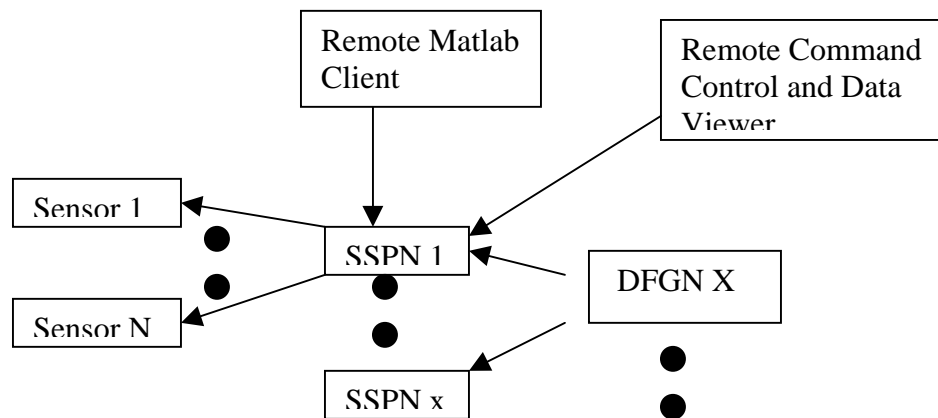 Remote Matlab
Client
Remote Command
Control and Data
Viewer
Sensor 1
SSPN 1
DFGN X
Sensor N
SSPN x